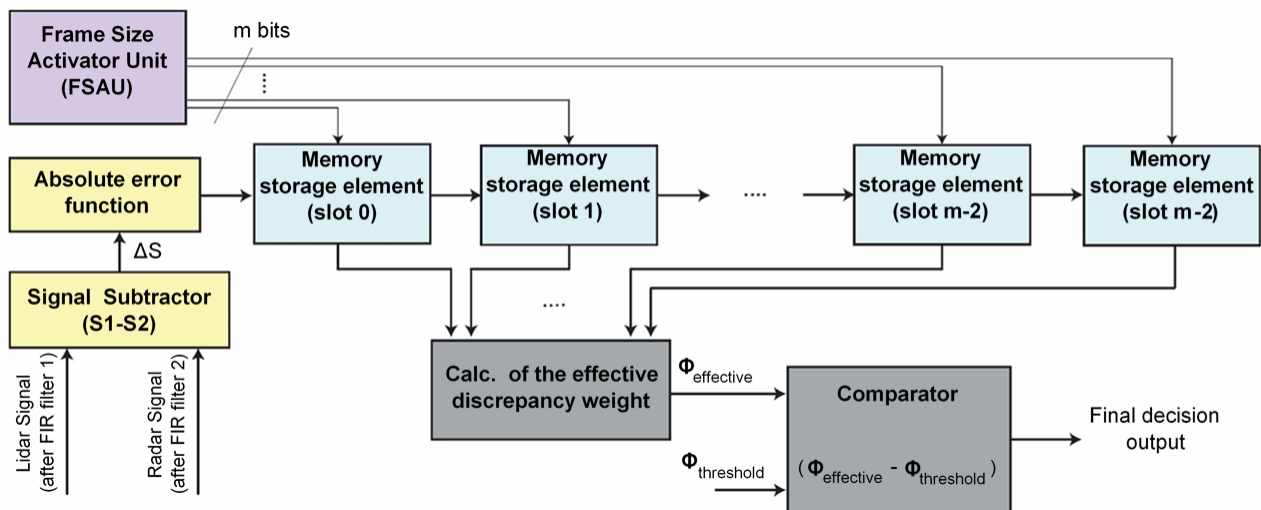 Frame Size
Activator Unit
(FSAU)
m bits
....
Absolute error
function
Memory
storage element
(slot 0)
Memory
storage element
(slot 1)
....
Memory
storage element
(slot m-2)
Memory
storage element
(slot m-2)
ΔS
Signal Subtractor
(S1-S2)
....
Lidar Signal
(after FIR filter 1)
Radar Signal
(after FIR filter 2)
Calc. of the effective
discrepancy weight
Φeffective
Φthreshold
Comparator
(Φeffective - Φthreshold)
Final decision
output